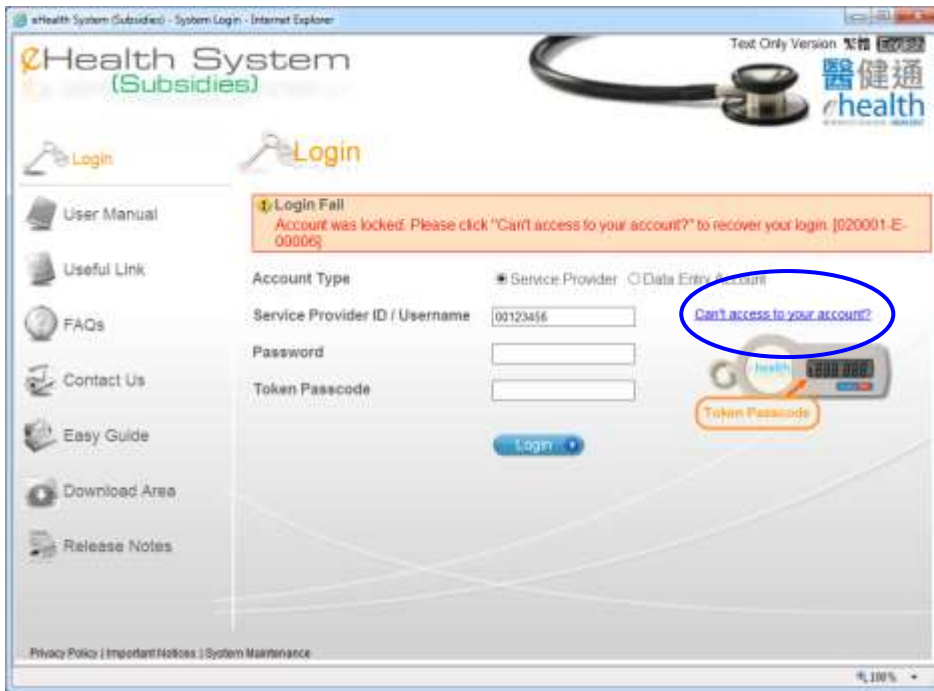 eHealth System (Subsidies) - System Login - Internet Explorer
Text Only Version 繁體 English
eHealth System
(Subsidies)
醫健通
ehealth
Login
User Manual
Useful Link
FAQs
Contact Us
Easy Guide
Download Area
Release Notes
Login
Login Fail
Account was locked. Please click "Can't access to your account?" to recover your login. [020001-E-
00006]
Account Type
Service Provider
Data Entry Account
Service Provider ID / Username
00123456
Can't access to your account?
Password
Token Passcode
ehealth
Token Passcode
Login
Privacy Policy | Important Notices | System Maintenance
100%